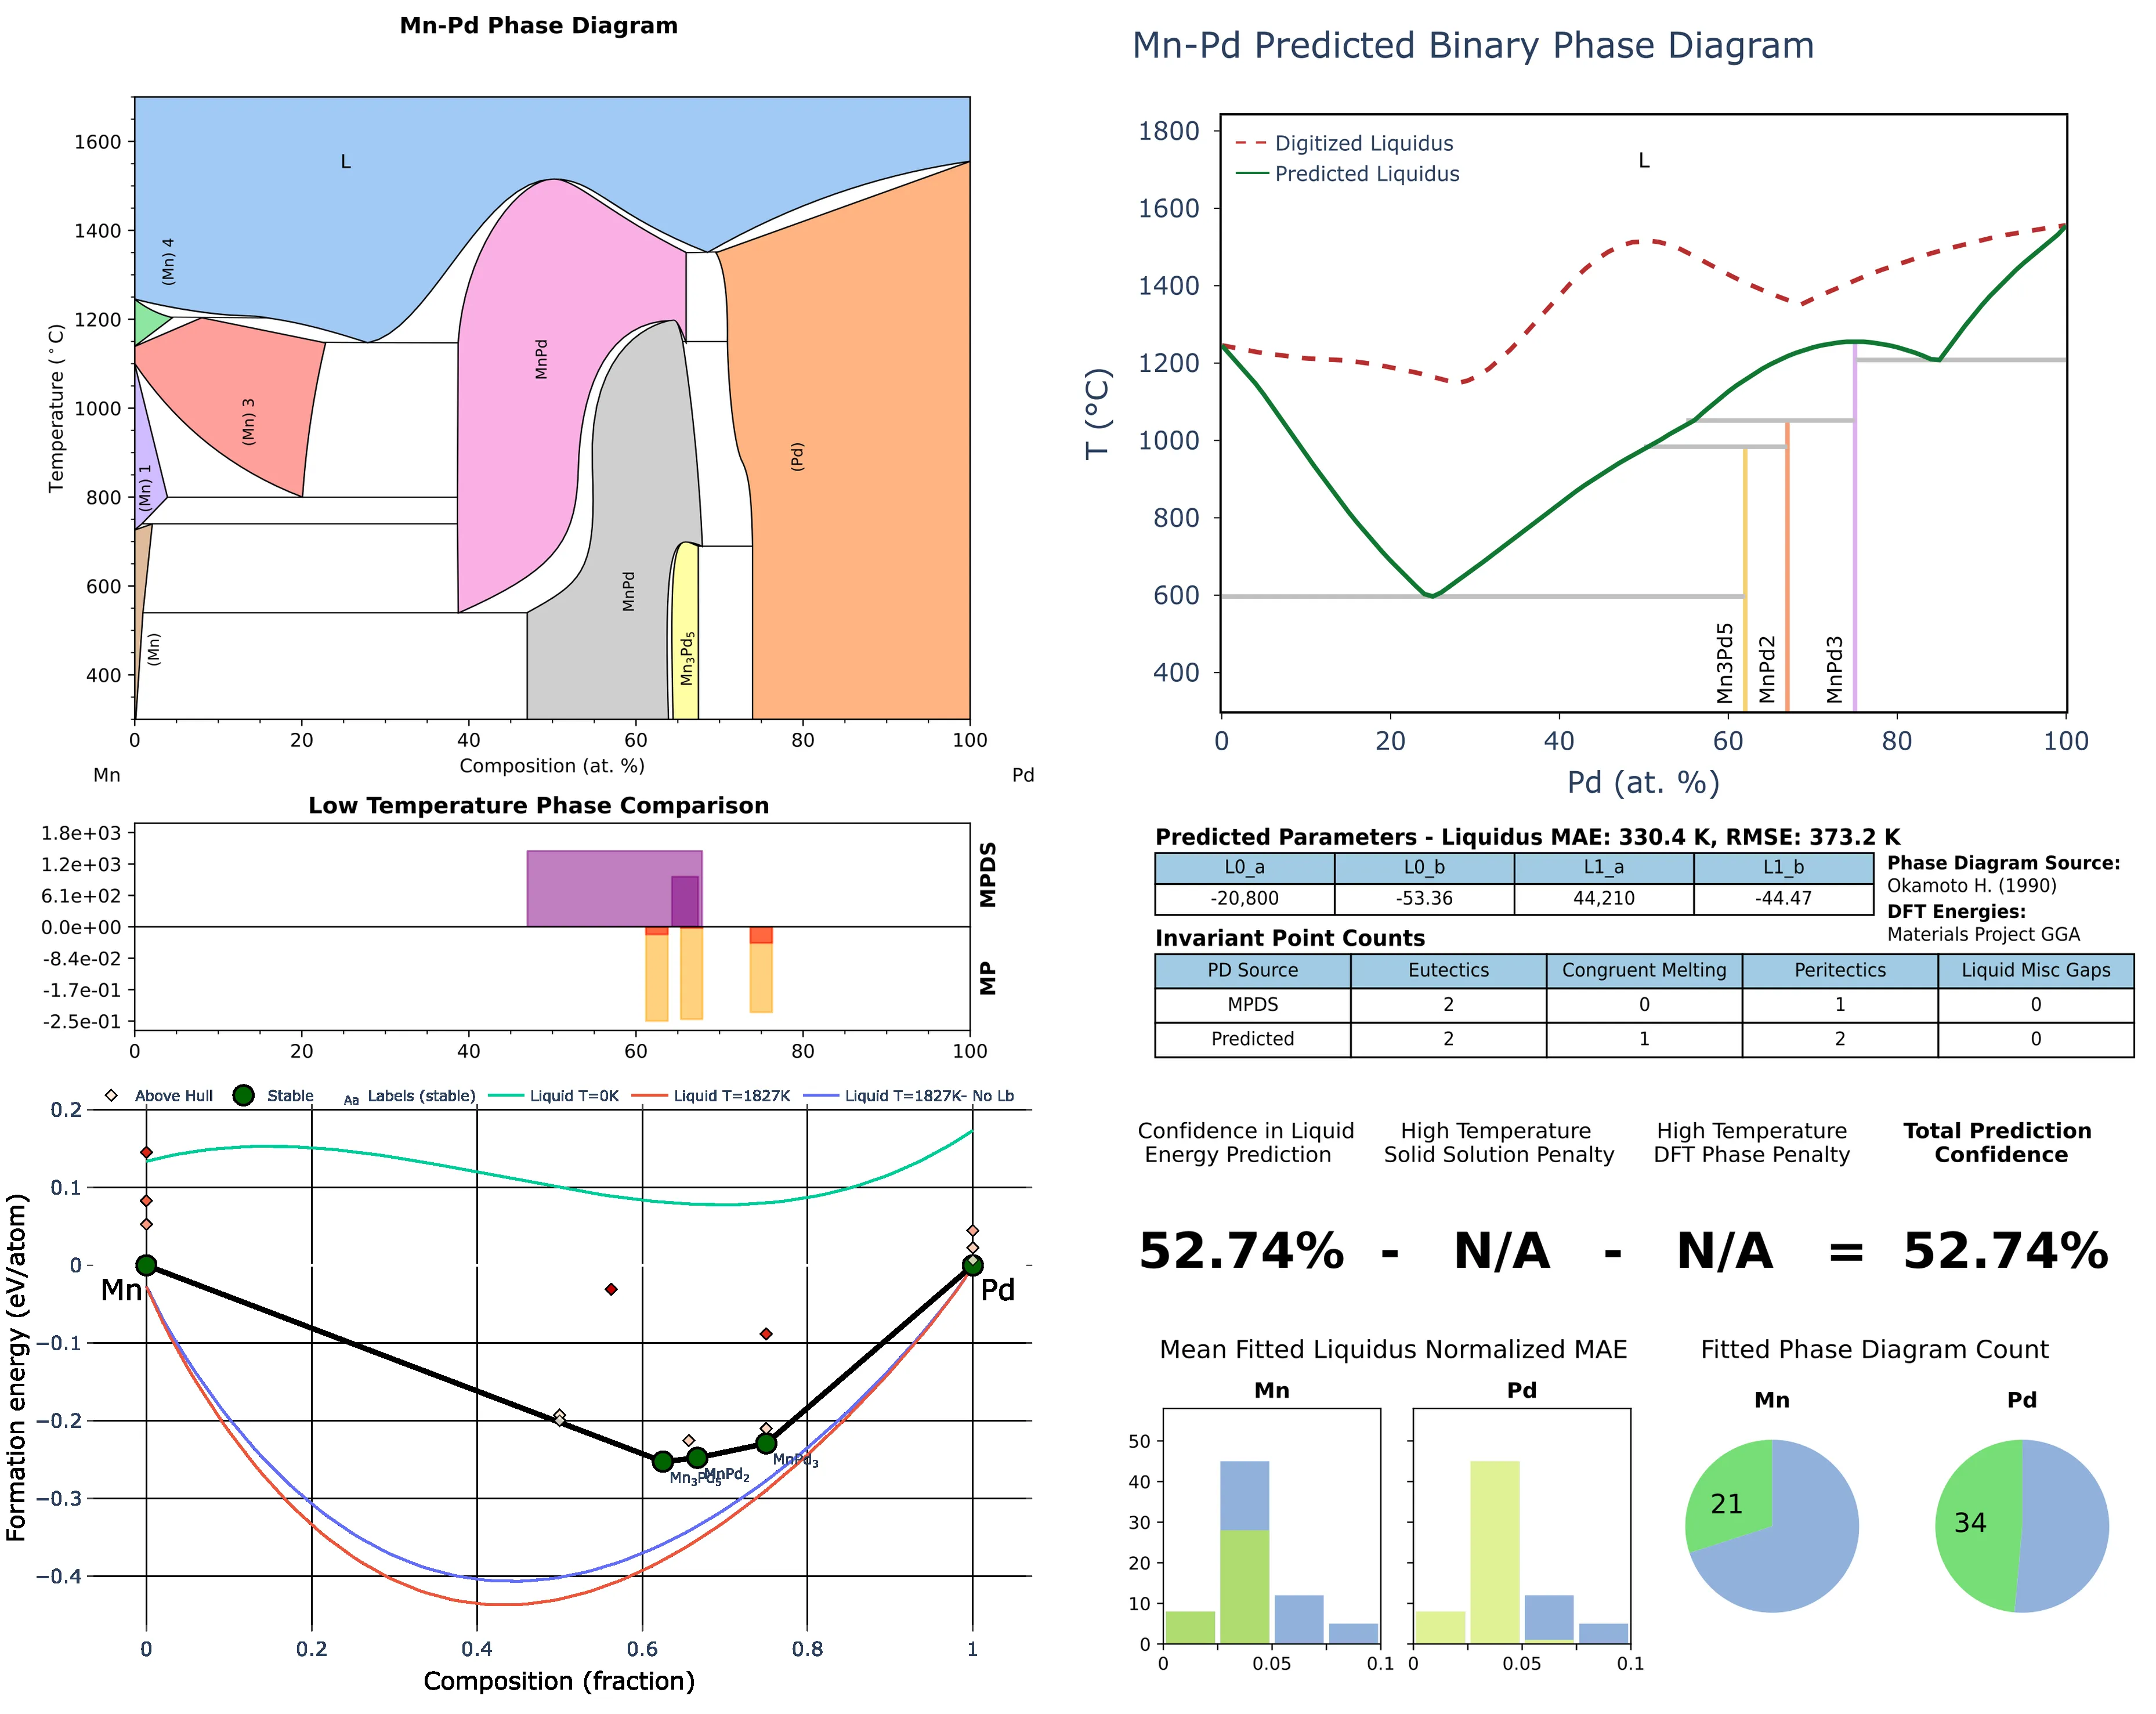 Mn-Pd Phase Diagram
1600
1400
1200
1000
800
600
400
Temperature (°C)
L
(Mn) 4
(Mn) 3
(Mn) 1
(Mn)
MnPd
MnPd
Mn₃Pd₅
(Pd)
0 20 40 60 80 100
Composition (at. %)
Mn Pd
Low Temperature Phase Comparison
1.8e+03
1.2e+03
6.1e+02
0.0e+00
-8.4e-02
-1.7e-01
-2.5e-01
MPDS
MP
0 20 40 60 80 100
Above Hull Stable Aa Labels (stable) Liquid T=0K Liquid T=1827K Liquid T=1827K- No Lb
0.2
0.1
0
−0.1
−0.2
−0.3
−0.4
Formation energy (eV/atom)
Mn
Pd
Mn₃Pd₅
MnPd₂
MnPd₃
0 0.2 0.4 0.6 0.8 1
Composition (fraction)
Mn-Pd Predicted Binary Phase Diagram
1800
1600
1400
1200
1000
800
600
400
T (°C)
Digitized Liquidus
Predicted Liquidus
L
Mn3Pd5
MnPd2
MnPd3
0 20 40 60 80 100
Pd (at. %)
Predicted Parameters - Liquidus MAE: 330.4 K, RMSE: 373.2 K
L0_a L0_b L1_a L1_b
-20,800 -53.36 44,210 -44.47
Phase Diagram Source:
Okamoto H. (1990)
DFT Energies:
Materials Project GGA
Invariant Point Counts
PD Source Eutectics Congruent Melting Peritectics Liquid Misc Gaps
MPDS 2 0 1 0
Predicted 2 1 2 0
Confidence in Liquid Energy Prediction
High Temperature Solid Solution Penalty
High Temperature DFT Phase Penalty
Total Prediction Confidence
52.74% - N/A - N/A = 52.74%
Mean Fitted Liquidus Normalized MAE
Mn Pd
50
40
30
20
10
0
0 0.05 0.1
0 0.05 0.1
Fitted Phase Diagram Count
Mn Pd
21
34